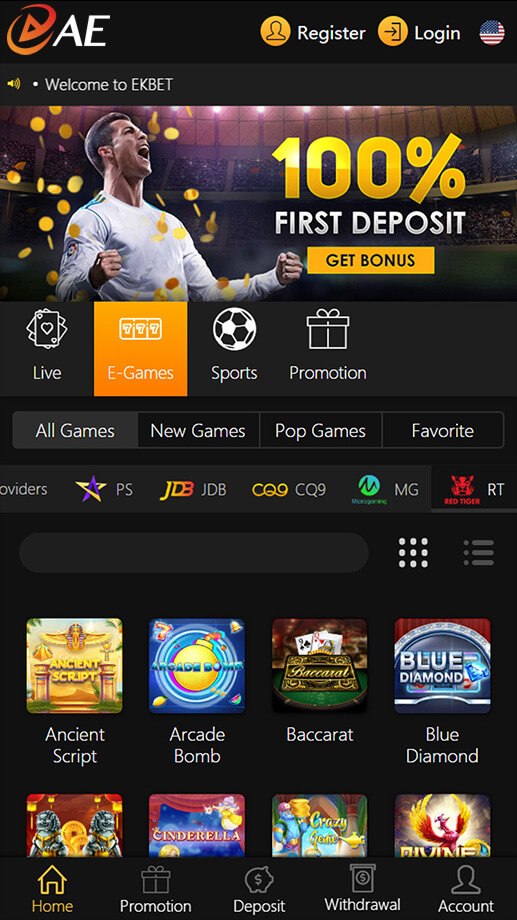 AE
Register
Login
• Welcome to EKBET
100%
FIRST DEPOSIT
GET BONUS
Live
E-Games
Sports
Promotion
All Games
New Games
Pop Games
Favorite
oviders
PS
JDB JDB
CQ9 CQ9
Microgaming MG
RED TIGER RT
777
ANCIENT
SCRIPT
ARCADE BOMB
Baccarat
BLUE
DIAMOND
Ancient
Script
Arcade
Bomb
Baccarat
Blue
Diamond
CINDERELLA
Crazy
Genie
DIVINE
Home
Promotion
Deposit
Withdrawal
Account